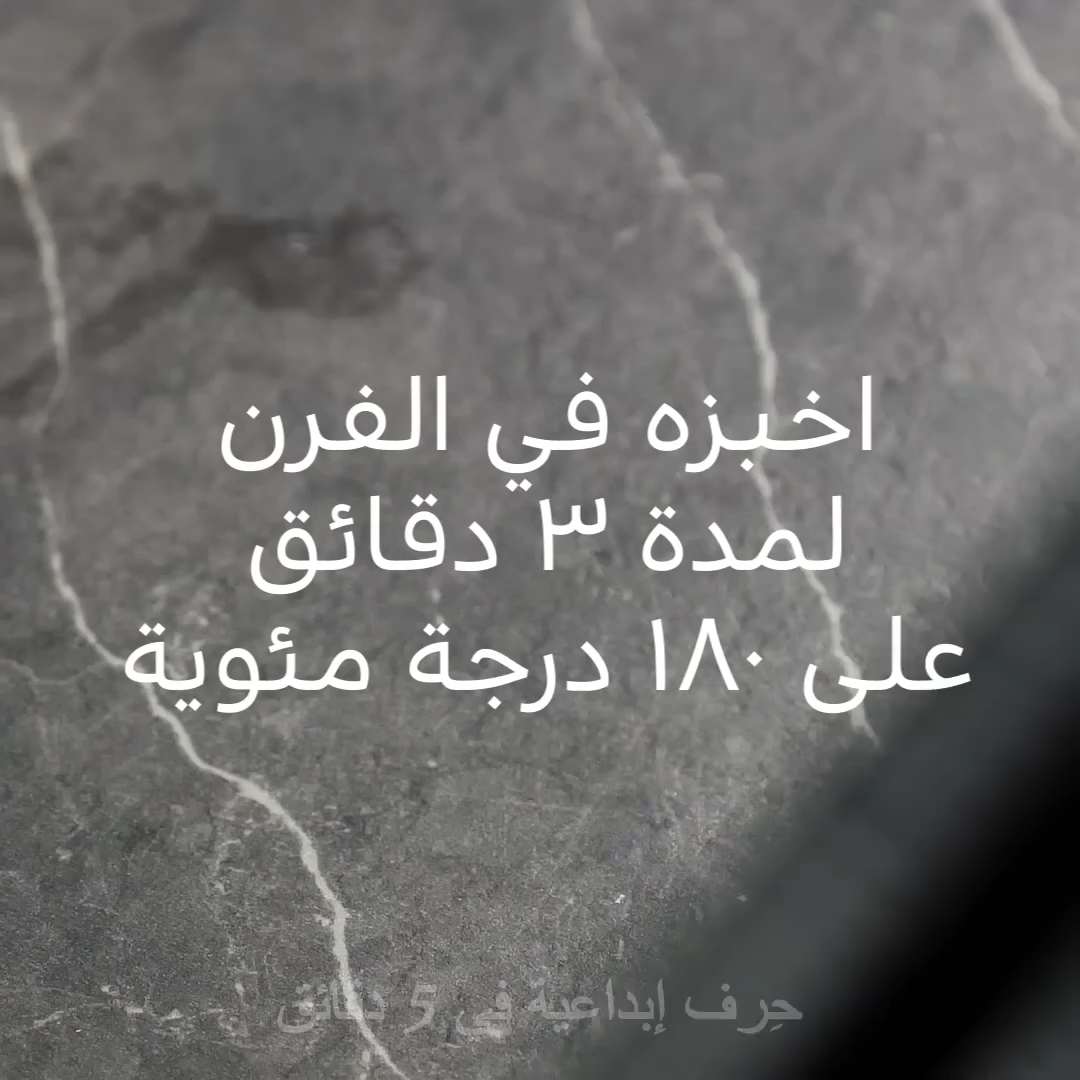 اخبزه في الفرن
لمدة ٣ دقائق
على ١٨٠ درجة مئوية
حِرف إبداعية في 5 دقائق